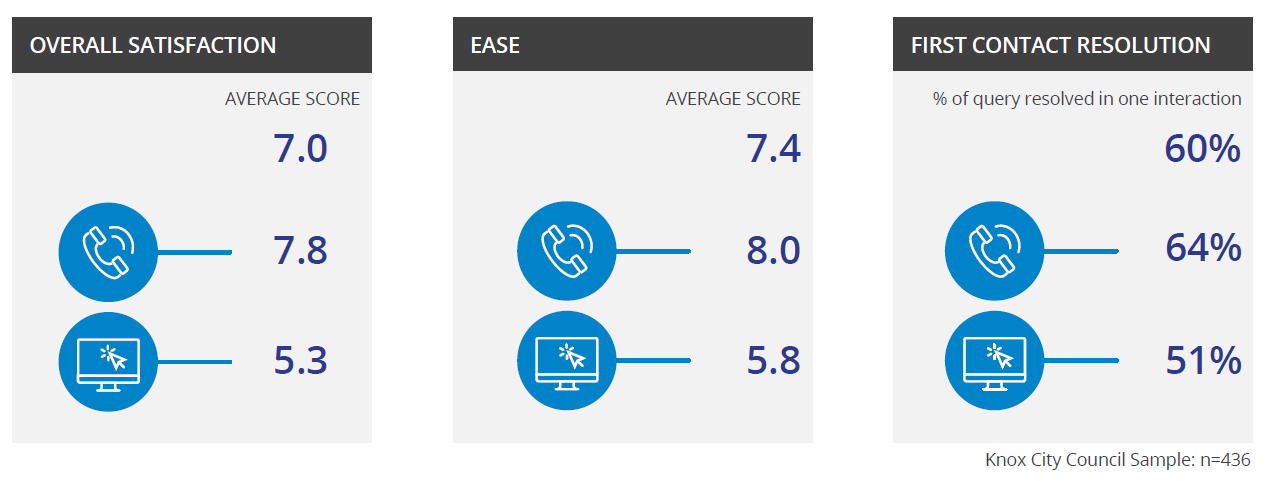 OVERALL SATISFACTION
AVERAGE SCORE
7.0
7.8
5.3
EASE
AVERAGE SCORE
7.4
8.0
5.8
FIRST CONTACT RESOLUTION
% of query resolved in one interaction
60%
64%
51%
Knox City Council Sample: n=436